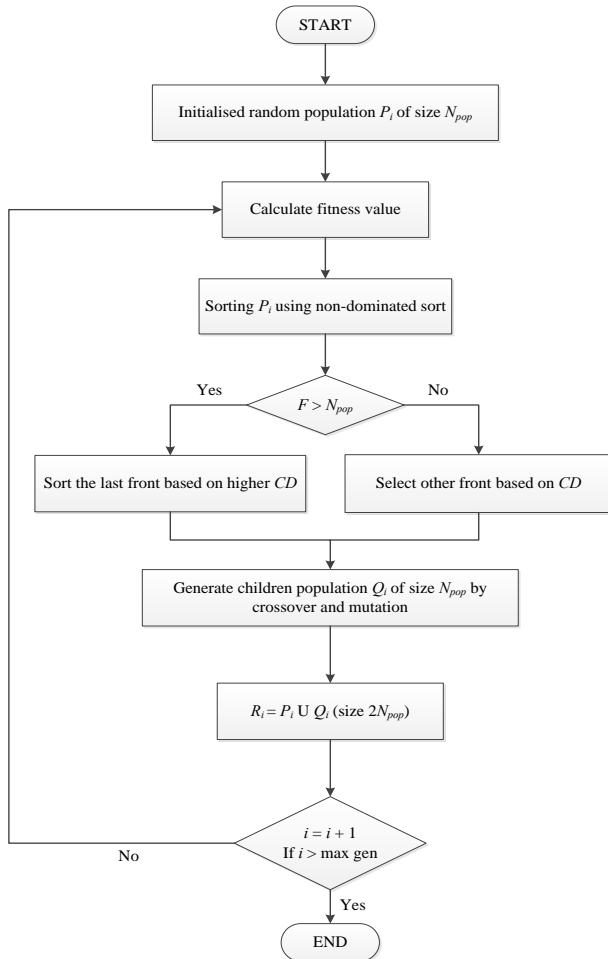 START
Initialised random population P_i of size N_pop
Calculate fitness value
Sorting P_i using non-dominated sort
Yes
F > N_pop
No
Sort the last front based on higher CD
Select other front based on CD
Generate children population Q_i of size N_pop by
crossover and mutation
R_i = P_i U Q_i (size 2N_pop)
i = i + 1
If i > max gen
No
Yes
END